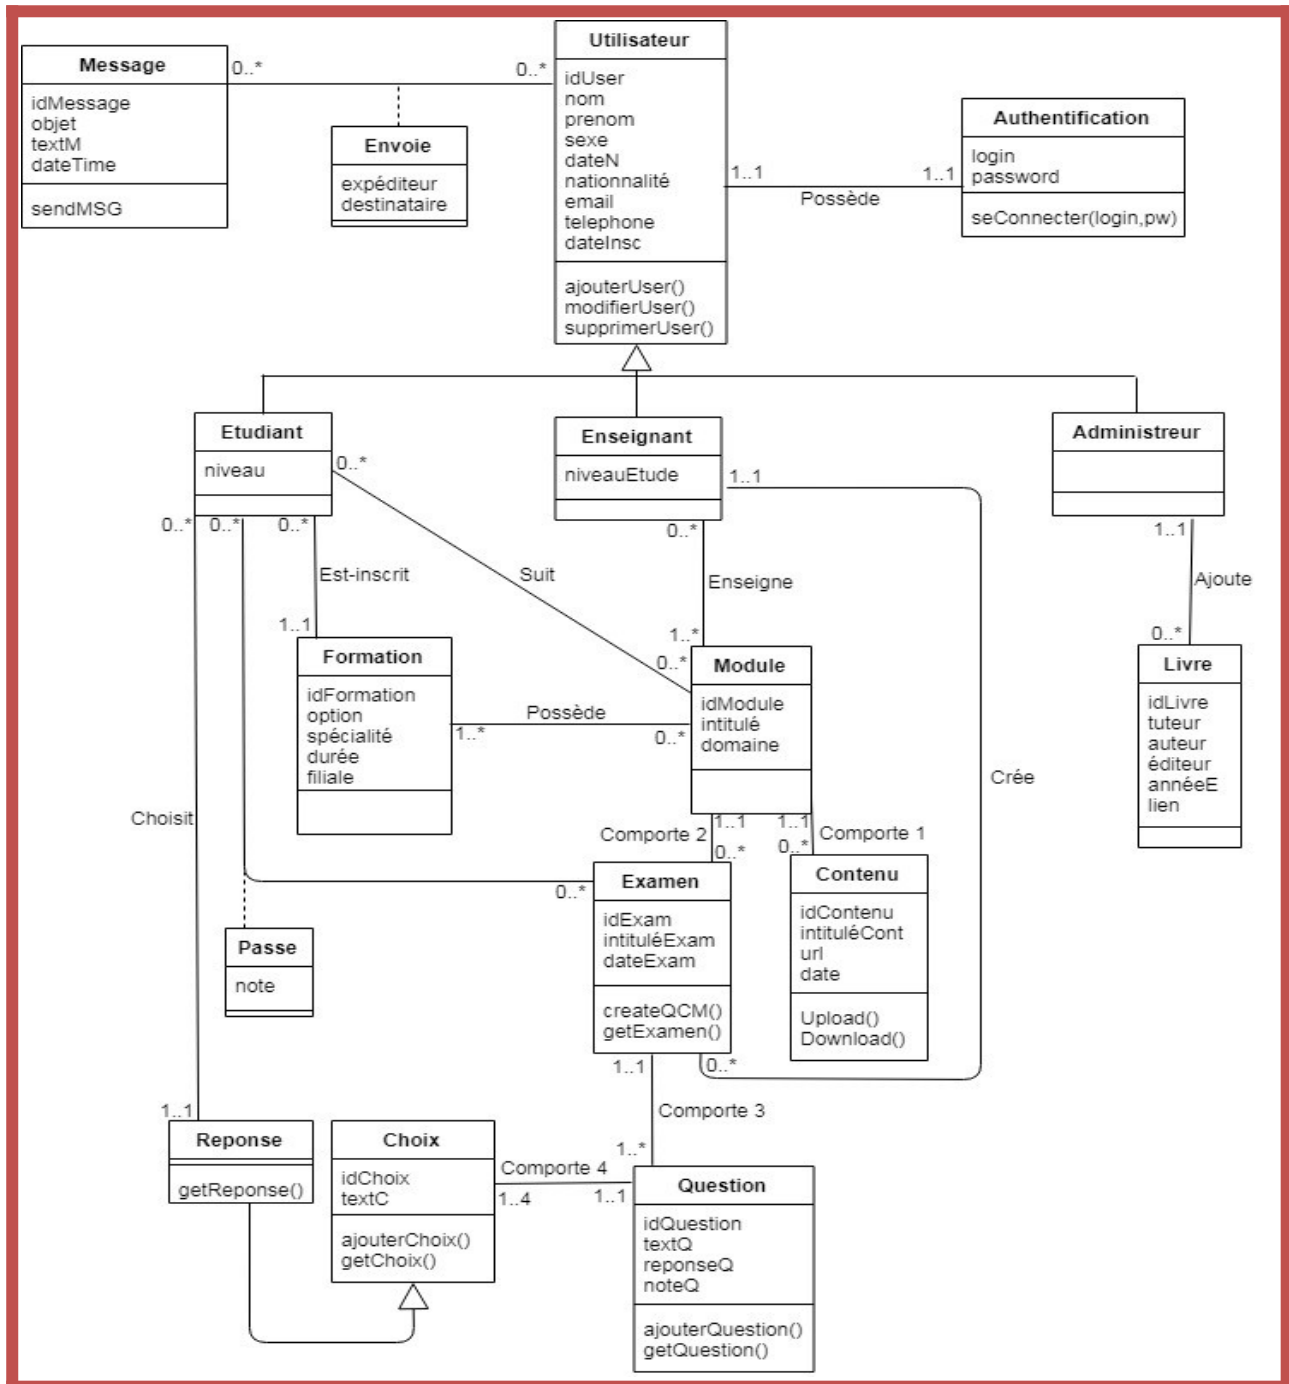 Utilisateur
idUser
nom
prenom
sexe
dateN
nationnalité
email
telephone
dateInsc
ajouterUser()
modifierUser()
supprimerUser()
Message
idMessage
objet
textM
dateTime
sendMSG
0..*
0..*
Envoie
expéditeur
destinataire
Authentification
login
password
seConnecter(login,pw)
1..1
1..1
Possède
Etudiant
niveau
Enseignant
niveauEtude
Administreur
0..*
1..1
0..*
0..*
0..*
0..*
1..1
Est-inscrit
Suit
Enseigne
Ajoute
1..1
1..*
0..*
0..*
Formation
idFormation
option
spécialité
durée
filiale
Possède
1..*
0..*
Module
idModule
intitulé
domaine
Livre
idLivre
tuteur
auteur
éditeur
annéeE
lien
Crée
Choisit
Comporte 2
1..1
1..1
Comporte 1
0..*
0..*
0..*
Examen
idExam
intituléExam
dateExam
createQCM()
getExamen()
Contenu
idContenu
intituléCont
url
date
Upload()
Download()
Passe
note
1..1
0..*
Comporte 3
1..1
1..*
Reponse
getReponse()
Choix
idChoix
textC
ajouterChoix()
getChoix()
Comporte 4
1..4
1..1
Question
idQuestion
textQ
reponseQ
noteQ
ajouterQuestion()
getQuestion()